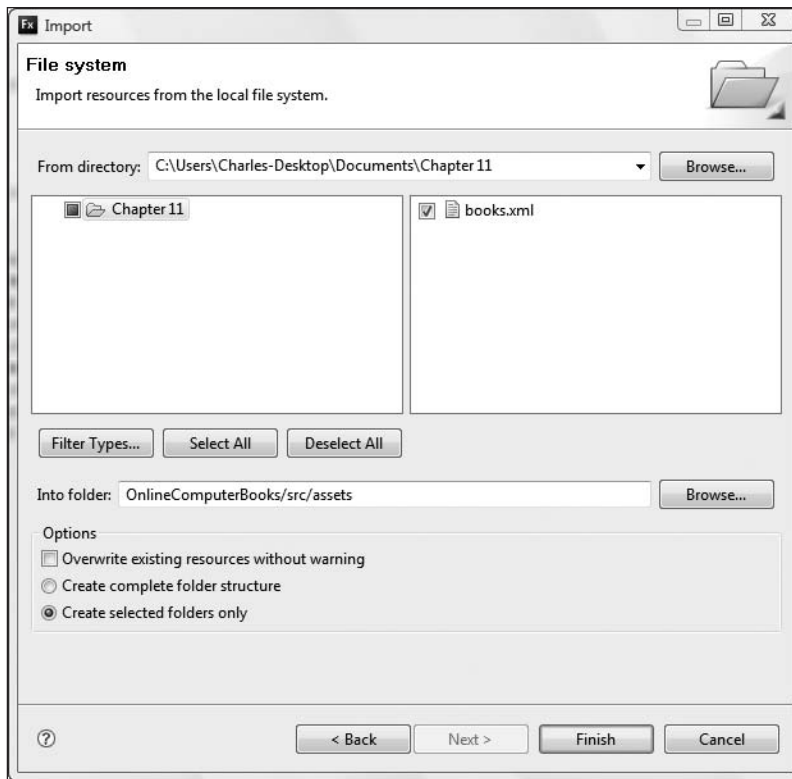 Fx Import
File system
Import resources from the local file system.
From directory: C:\Users\Charles-Desktop\Documents\Chapter 11 Browse...
Chapter 11
books.xml
Filter Types... Select All Deselect All
Into folder: OnlineComputerBooks/src/assets Browse...
Options
Overwrite existing resources without warning
Create complete folder structure
Create selected folders only
? < Back Next > Finish Cancel